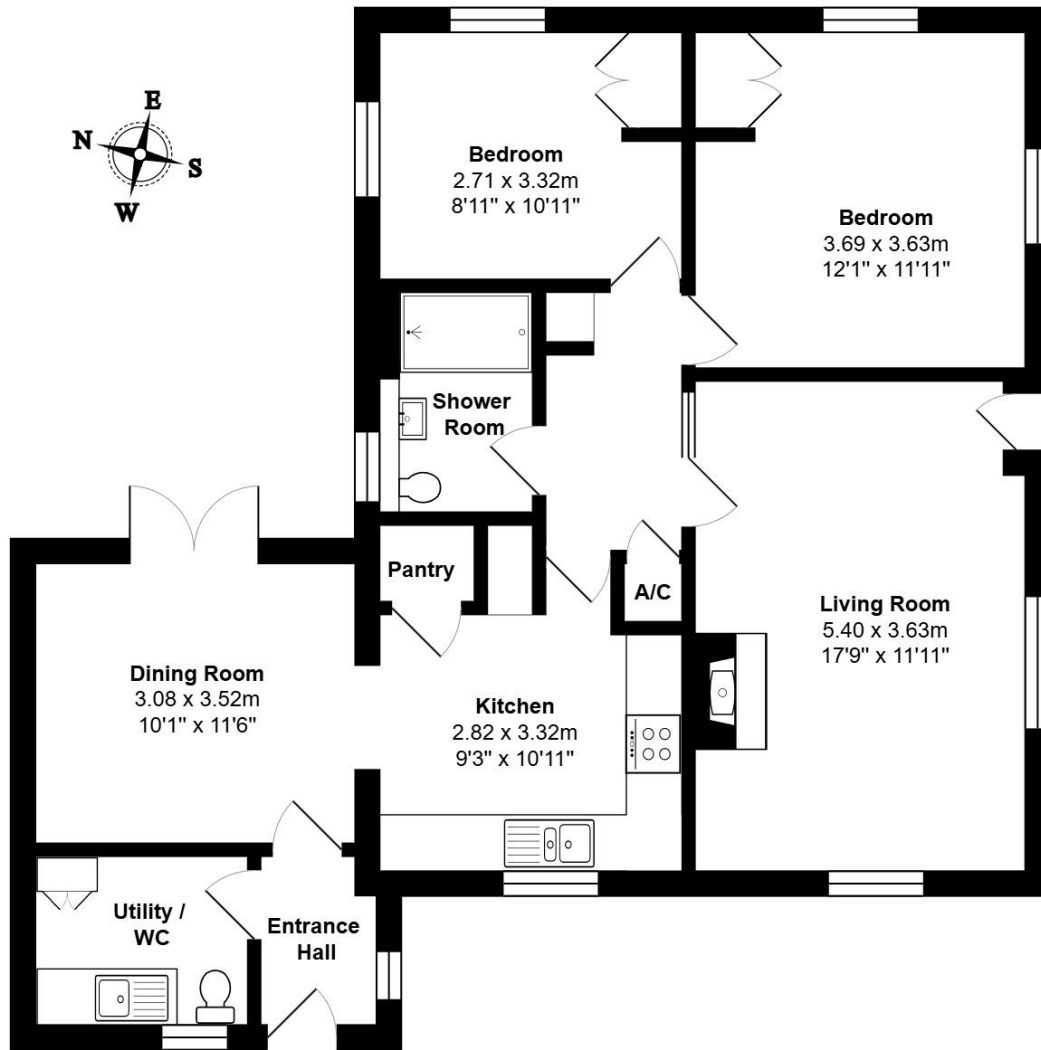 E
N
S
W
Bedroom
2.71 x 3.32m
8'11" x 10'11"
Bedroom
3.69 x 3.63m
12'1" x 11'11"
Shower
Room
Pantry
A/C
Living Room
5.40 x 3.63m
17'9" x 11'11"
Dining Room
3.08 x 3.52m
10'1" x 11'6"
Kitchen
2.82 x 3.32m
9'3" x 10'11"
Utility /
WC
Entrance
Hall